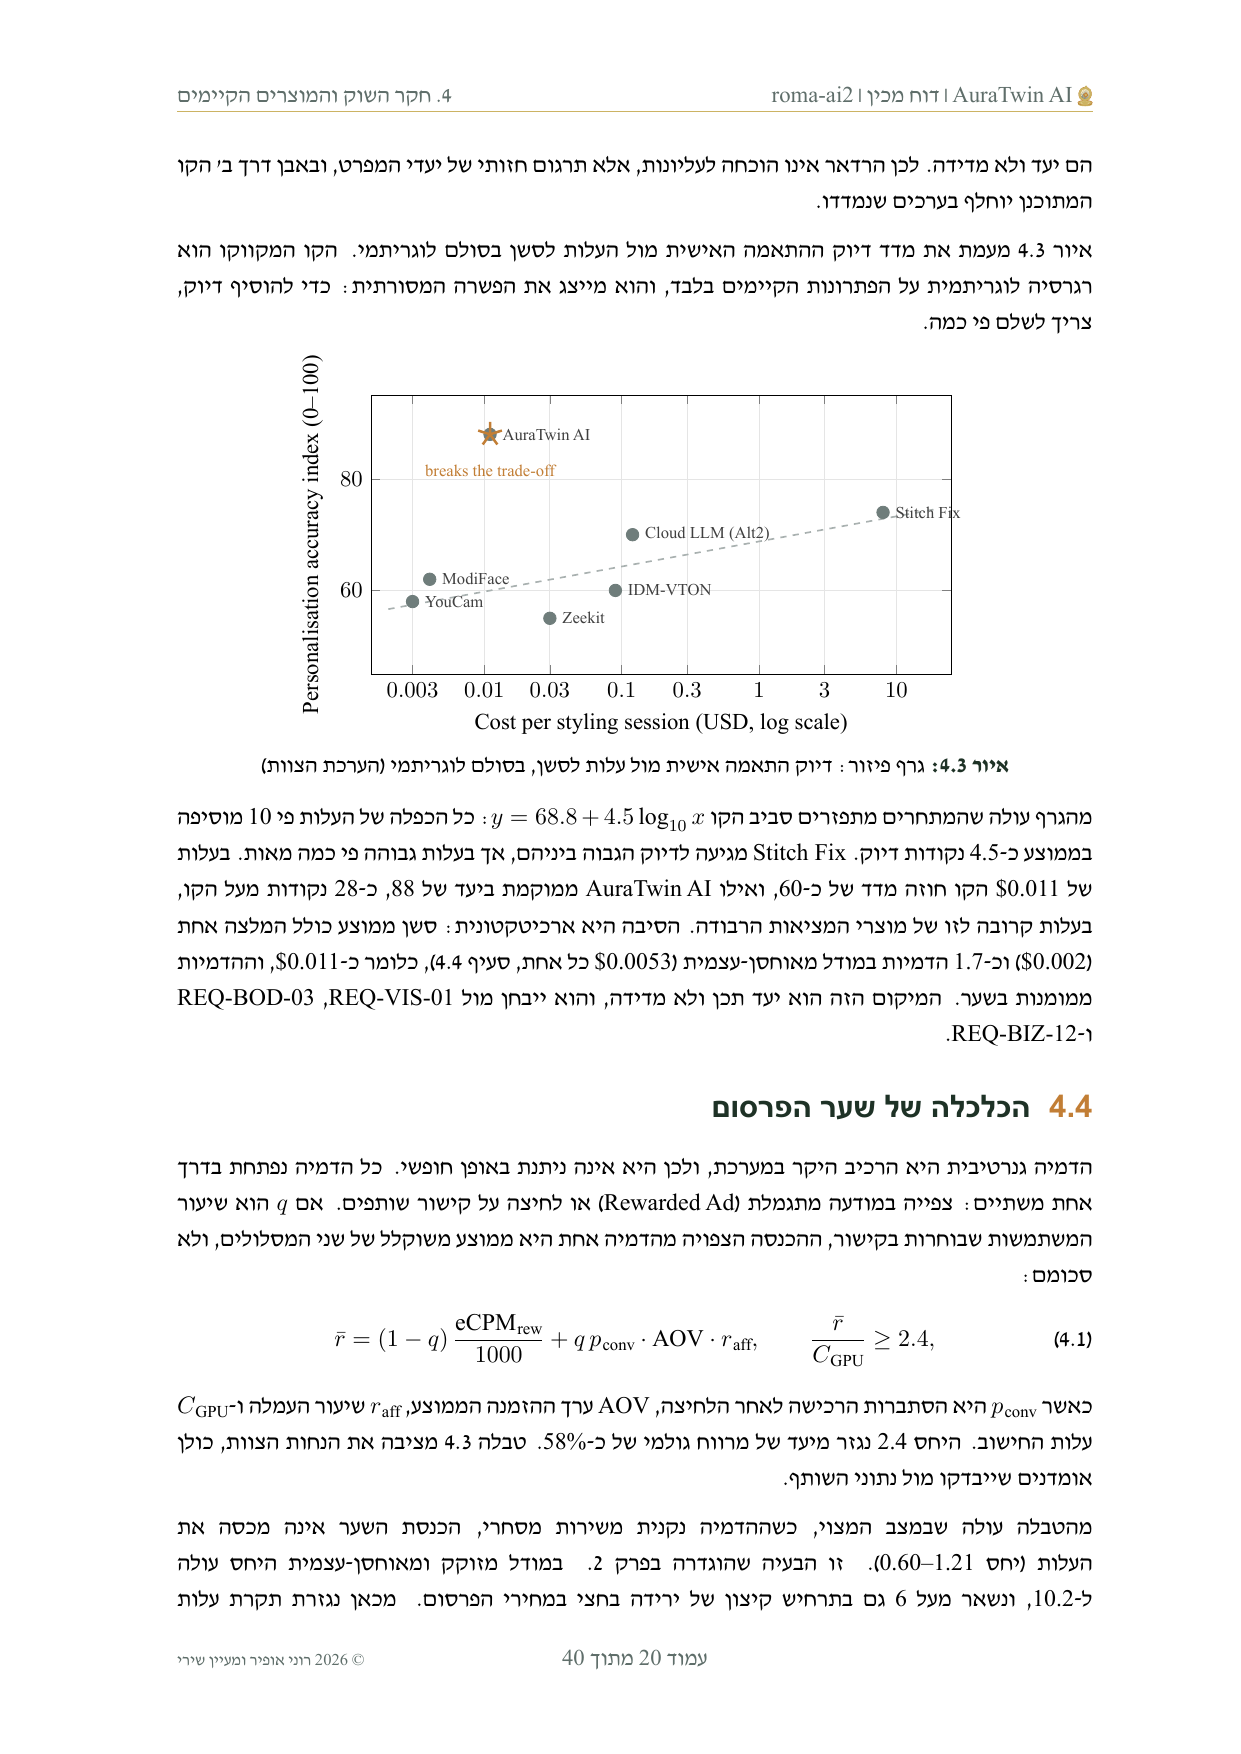 AuraTwin AI | דוח מכין | roma-ai2
4. חקר השוק והמוצרים הקיימים
הם יעד ולא מדידה. לכן הרדאר אינו הוכחה לעליונות, אלא תרגום חזותי של יעדי המפרט, ובאבן דרך ב׳ הקו
המתוכנן יוחלף בערכים שנמדדו.
איור 4.3 מעמת את מדד דיוק ההתאמה האישית מול העלות לסשן בסולם לוגריתמי. הקו המקווקו הוא
רגרסיה לוגריתמית על הפתרונות הקיימים בלבד, והוא מייצג את הפשרה המסורתית: כדי להוסיף דיוק,
צריך לשלם פי כמה.
Personalisation accuracy index (0–100)
80
60
AuraTwin AI
breaks the trade-off
Stitch Fix
Cloud LLM (Alt2)
ModiFace
YouCam
IDM-VTON
Zeekit
0.003 0.01 0.03 0.1 0.3 1 3 10
Cost per styling session (USD, log scale)
איור 4.3: גרף פיזור: דיוק התאמה אישית מול עלות לסשן, בסולם לוגריתמי (הערכת הצוות)
מהגרף עולה שהמתחרים מתפזרים סביב הקו y = 68.8 + 4.5 log₁₀ x: כל הכפלה של העלות פי 10 מוסיפה
בממוצע כ-4.5 נקודות דיוק. Stitch Fix מגיעה לדיוק הגבוה ביניהם, אך בעלות גבוהה פי כמה מאות. בעלות
של $0.011 הקו חוזה מדד של כ-60, ואילו AuraTwin AI ממוקמת ביעד של 88, כ-28 נקודות מעל הקו,
בעלות קרובה לזו של מוצרי המציאות הרבודה. הסיבה היא ארכיטקטונית: סשן ממוצע כולל המלצה אחת
($0.002) וכ-1.7 הדמיות במודל מאוחסן-עצמית ($0.0053 כל אחת, סעיף 4.4), כלומר כ-$0.011, וההדמיות
ממומנות בשער. המיקום הזה הוא יעד תכן ולא מדידה, והוא ייבחן מול REQ-VIS-01, REQ-BOD-03
ו-REQ-BIZ-12.
4.4 הכלכלה של שער הפרסום
הדמיה גנרטיבית היא הרכיב היקר במערכת, ולכן היא אינה ניתנת באופן חופשי. כל הדמיה נפתחת בדרך
אחת משתיים: צפייה במודעה מתגמלת (Rewarded Ad) או לחיצה על קישור שותפים. אם q הוא שיעור
המשתמשות שבוחרות בקישור, ההכנסה הצפויה מהדמיה אחת היא ממוצע משוקלל של שני המסלולים, ולא
סכומם:
r̄ = (1 − q) eCPM_rew / 1000 + q p_conv · AOV · r_aff, r̄ / C_GPU ≥ 2.4, (4.1)
כאשר p_conv היא הסתברות הרכישה לאחר הלחיצה, AOV ערך ההזמנה הממוצע, r_aff שיעור העמלה ו-C_GPU
עלות החישוב. היחס 2.4 נגזר מיעד של מרווח גולמי של כ-58%. טבלה 4.3 מציבה את הנחות הצוות, כולן
אומדנים שייבדקו מול נתוני השותף.
מהטבלה עולה שבמצב המצוי, כשההדמיה נקנית משירות מסחרי, הכנסת השער אינה מכסה את
העלות (יחס 0.60–1.21). זו הבעיה שהוגדרה בפרק 2. במודל מזוקק ומאוחסן-עצמית היחס עולה
ל-10.2, ונשאר מעל 6 גם בתרחיש קיצון של ירידה בחצי במחירי הפרסום. מכאן נגזרת תקרת עלות
עמוד 20 מתוך 40
© 2026 רוני אופיר ומעיין שירי